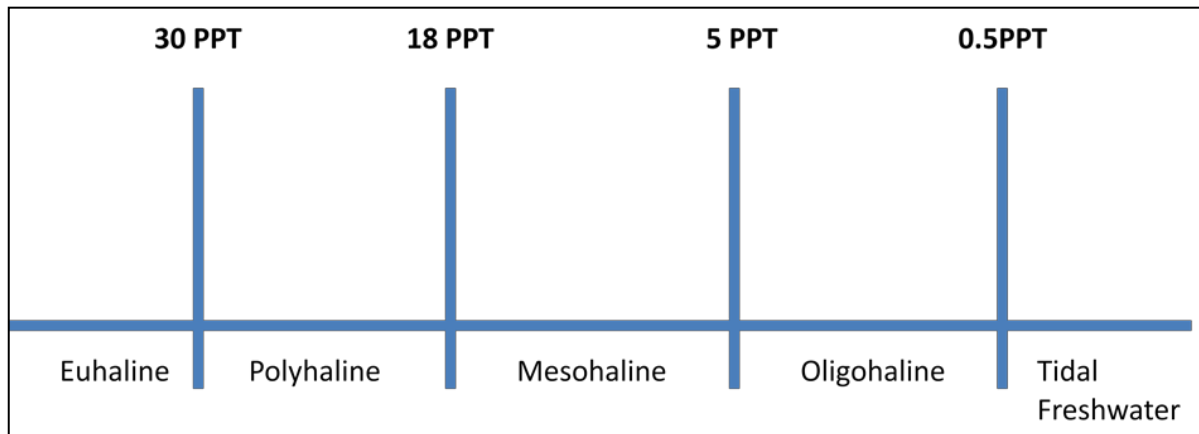 30 PPT 18 PPT 5 PPT 0.5PPT
Euhaline Polyhaline Mesohaline Oligohaline Tidal
Freshwater